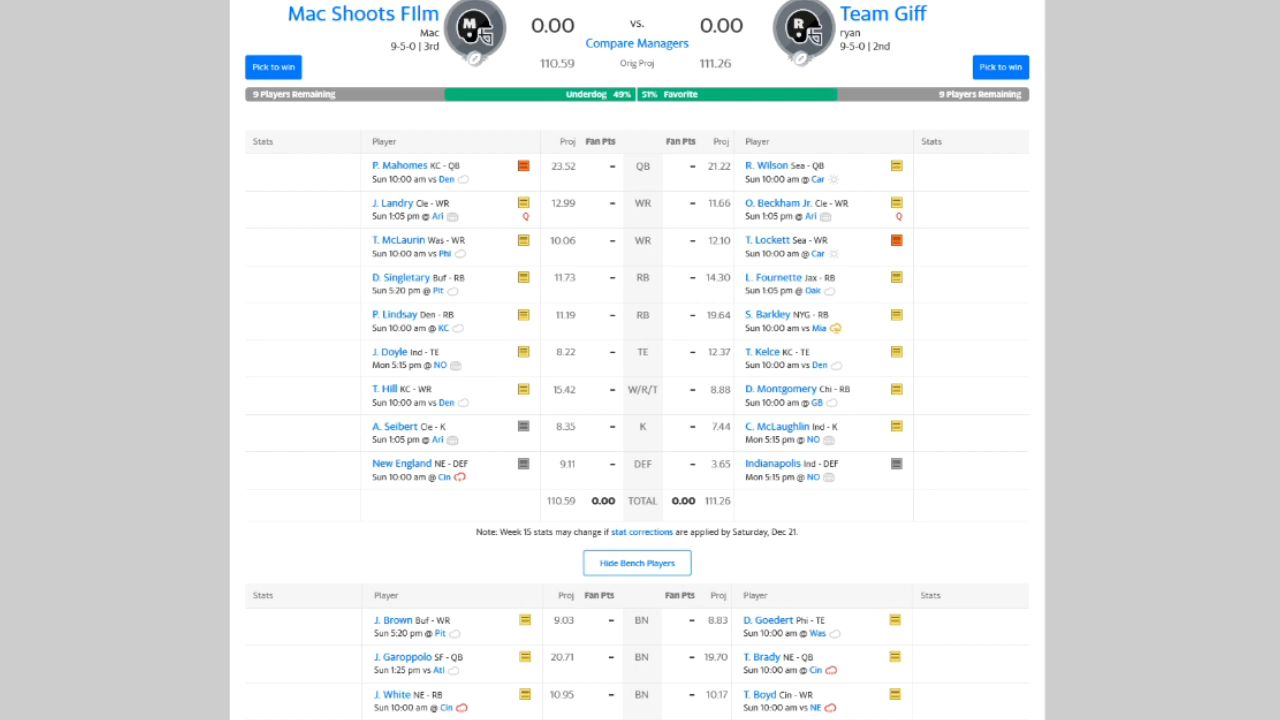 Mac Shoots FIlm
Mac
9-5-0 | 3rd
M
0.00
vs.
0.00
Compare Managers
110.59
Orig Proj
111.26
R
Team Giff
ryan
9-5-0 | 2nd
Pick to win
Pick to win
9 Players Remaining
Underdog 49%
51% Favorite
9 Players Remaining
Stats Player Proj Fan Pts Fan Pts Proj Player Stats
P. Mahomes KC - QB 23.52 – QB – 21.22 R. Wilson Sea - QB
Sun 10:00 am vs Den Sun 10:00 am @ Car
J. Landry Cle - WR 12.99 – WR – 11.66 O. Beckham Jr. Cle - WR
Sun 1:05 pm @ Ari Q Sun 1:05 pm @ Ari Q
T. McLaurin Was - WR 10.06 – WR – 12.10 T. Lockett Sea - WR
Sun 10:00 am vs Phi Sun 10:00 am @ Car
D. Singletary Buf - RB 11.73 – RB – 14.30 L. Fournette Jax - RB
Sun 5:20 pm @ Pit Sun 1:05 pm @ Oak
P. Lindsay Den - RB 11.19 – RB – 19.64 S. Barkley NYG - RB
Sun 10:00 am @ KC Sun 10:00 am vs Mia
J. Doyle Ind - TE 8.22 – TE – 12.37 T. Kelce KC - TE
Mon 5:15 pm @ NO Sun 10:00 am vs Den
T. Hill KC - WR 15.42 – W/R/T – 8.88 D. Montgomery Chi - RB
Sun 10:00 am vs Den Sun 10:00 am @ GB
A. Seibert Cle - K 8.35 – K – 7.44 C. McLaughlin Ind - K
Sun 1:05 pm @ Ari Mon 5:15 pm @ NO
New England NE - DEF 9.11 – DEF – 3.65 Indianapolis Ind - DEF
Sun 10:00 am @ Cin Mon 5:15 pm @ NO
110.59 0.00 TOTAL 0.00 111.26
Note: Week 15 stats may change if stat corrections are applied by Saturday, Dec 21.
Hide Bench Players
Stats Player Proj Fan Pts Fan Pts Proj Player Stats
J. Brown Buf - WR 9.03 – BN – 8.83 D. Goedert Phi - TE
Sun 5:20 pm @ Pit Sun 10:00 am @ Was
J. Garoppolo SF - QB 20.71 – BN – 19.70 T. Brady NE - QB
Sun 1:25 pm vs Atl Sun 10:00 am @ Cin
J. White NE - RB 10.95 – BN – 10.17 T. Boyd Cin - WR
Sun 10:00 am @ Cin Sun 10:00 am vs NE